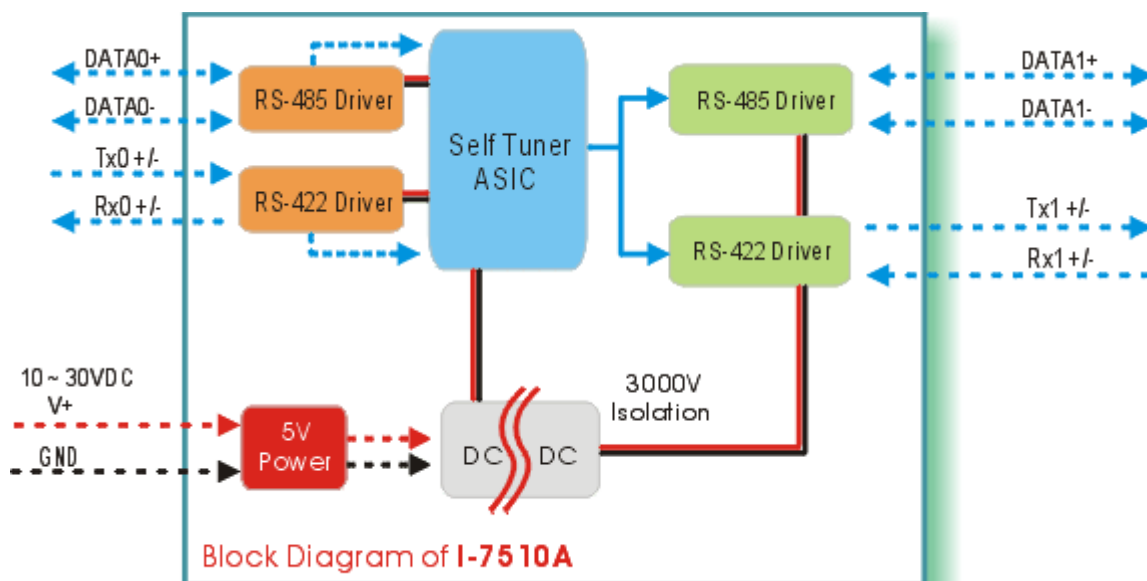 DATA0+
DATA0-
Tx0 +/-
Rx0 +/-
RS-485 Driver
RS-422 Driver
Self Tuner
ASIC
RS-485 Driver
RS-422 Driver
DATA1+
DATA1-
Tx1 +/-
Rx1 +/-
10 ~ 30VDC
V+
GND
5V
Power
DC DC
3000V
Isolation
Block Diagram of I-7510A